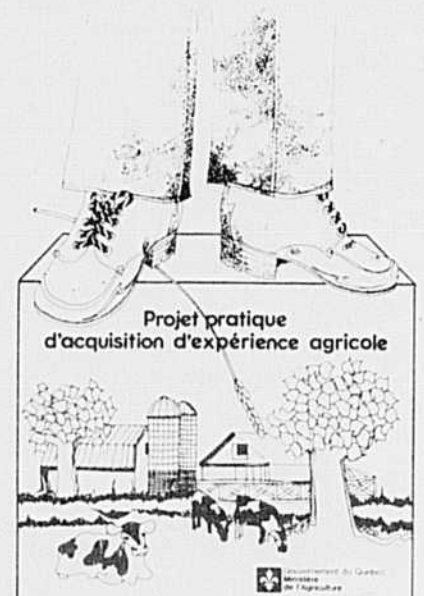 Projet pratique
d'acquisition d'expérience agricole
Gouvernement du Québec
Ministère
de l'Agriculture